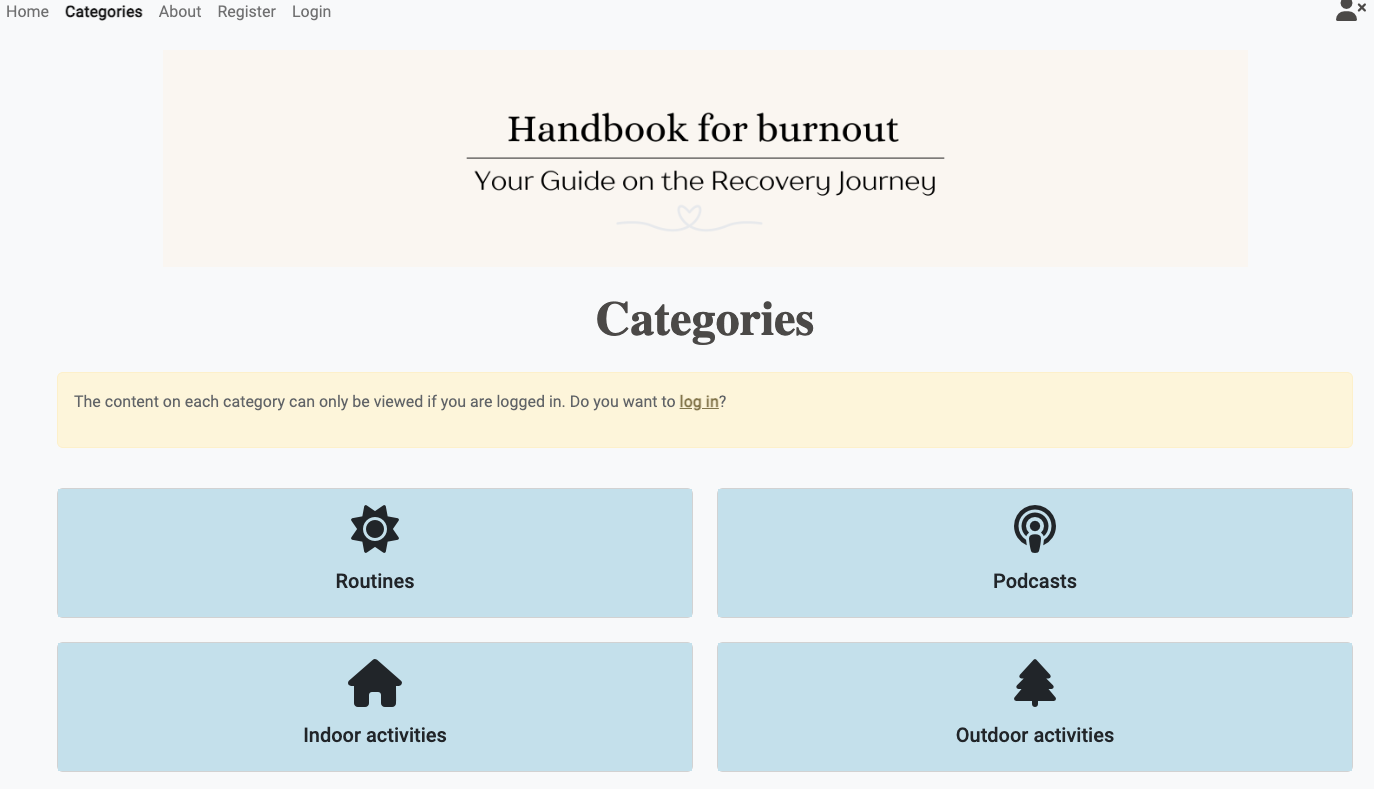 Home Categories About Register Login
Handbook for burnout
Your Guide on the Recovery Journey
Categories
The content on each category can only be viewed if you are logged in. Do you want to log in?
Routines
Podcasts
Indoor activities
Outdoor activities